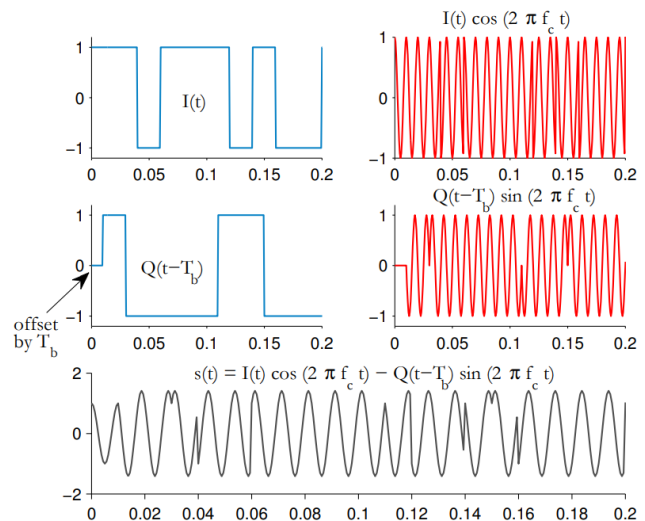 I(t) cos (2 π f_c t)
1
0
−1
I(t)
0 0.05 0.1 0.15 0.2
1
0
−1
0 0.05 0.1 0.15 0.2
Q(t−T_b) sin (2 π f_c t)
1
0
−1
Q(t−T_b)
0 0.05 0.1 0.15 0.2
offset
by T_b
1
0
−1
0 0.05 0.1 0.15 0.2
s(t) = I(t) cos (2 π f_c t) − Q(t−T_b) sin (2 π f_c t)
2
0
−2
0 0.02 0.04 0.06 0.08 0.1 0.12 0.14 0.16 0.18 0.2